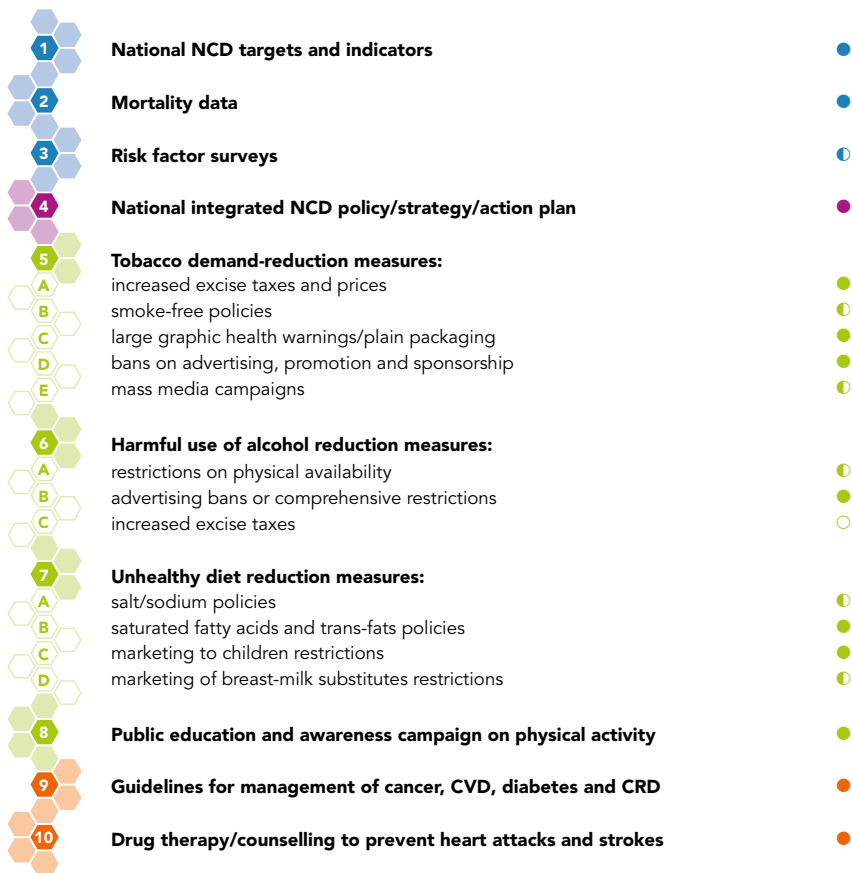 1 National NCD targets and indicators
2 Mortality data
3 Risk factor surveys
4 National integrated NCD policy/strategy/action plan
5 Tobacco demand-reduction measures:
A increased excise taxes and prices
B smoke-free policies
C large graphic health warnings/plain packaging
D bans on advertising, promotion and sponsorship
E mass media campaigns
6 Harmful use of alcohol reduction measures:
A restrictions on physical availability
B advertising bans or comprehensive restrictions
C increased excise taxes
7 Unhealthy diet reduction measures:
A salt/sodium policies
B saturated fatty acids and trans-fats policies
C marketing to children restrictions
D marketing of breast-milk substitutes restrictions
8 Public education and awareness campaign on physical activity
9 Guidelines for management of cancer, CVD, diabetes and CRD
10 Drug therapy/counselling to prevent heart attacks and strokes